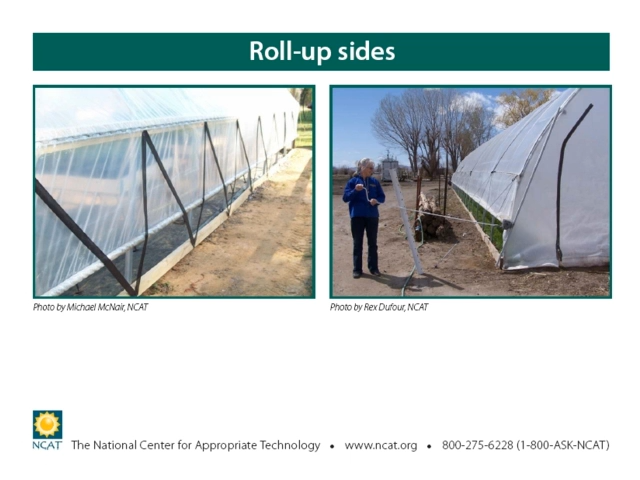 Roll-up sides
Photo by Michael McNair, NCAT
Photo by Rex Dufour, NCAT
NCAT
The National Center for Appropriate Technology • www.ncat.org • 800-275-6228 (1-800-ASK-NCAT)